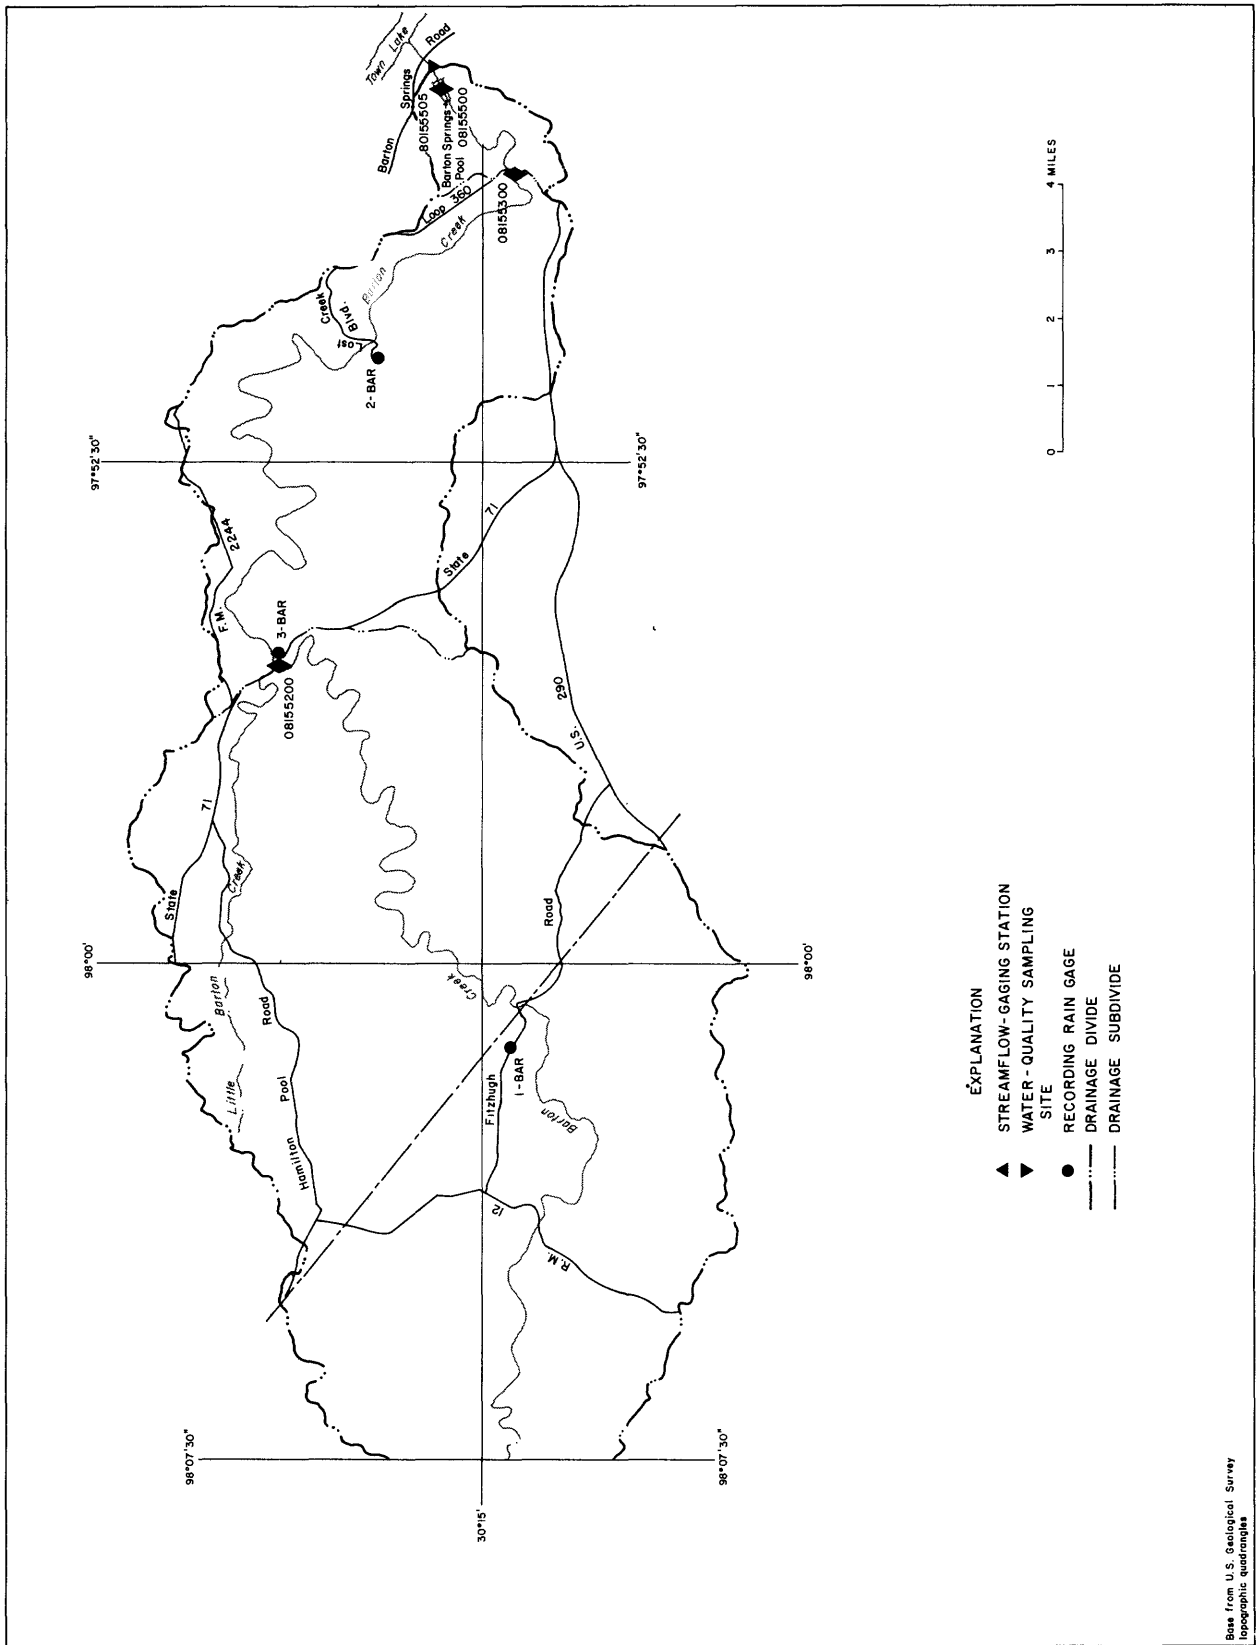 Town Lake
Barton Springs Road
80155505
Barton Springs
Pool
08155500
Loop 360
08155300
Barton Creek
Lost Creek Blvd.
2-BAR
97°52'30"
97°52'30"
F.M. 2244
State 71
3-BAR
08155200
U.S. 290
State 71
Little Barton Creek
98°00'
98°00'
Hamilton Pool Road
Fitzhugh Road
1-BAR
Barton Creek
R.M. 12
98°07'30"
98°07'30"
30°15'
0 1 2 3 4 MILES
EXPLANATION
STREAMFLOW-GAGING STATION
WATER-QUALITY SAMPLING
SITE
RECORDING RAIN GAGE
DRAINAGE DIVIDE
DRAINAGE SUBDIVIDE
Base from U.S. Geological Survey
topographic quadrangles